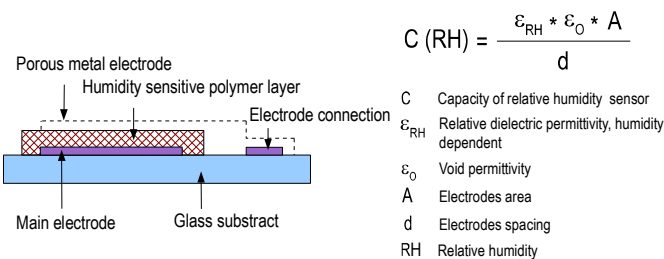 Porous metal electrode
Humidity sensitive polymer layer
Electrode connection
Main electrode
Glass substract
C (RH) = ε_RH * ε_O * A / d
C Capacity of relative humidity sensor
ε_RH Relative dielectric permittivity, humidity
dependent
ε_O Void permittivity
A Electrodes area
d Electrodes spacing
RH Relative humidity